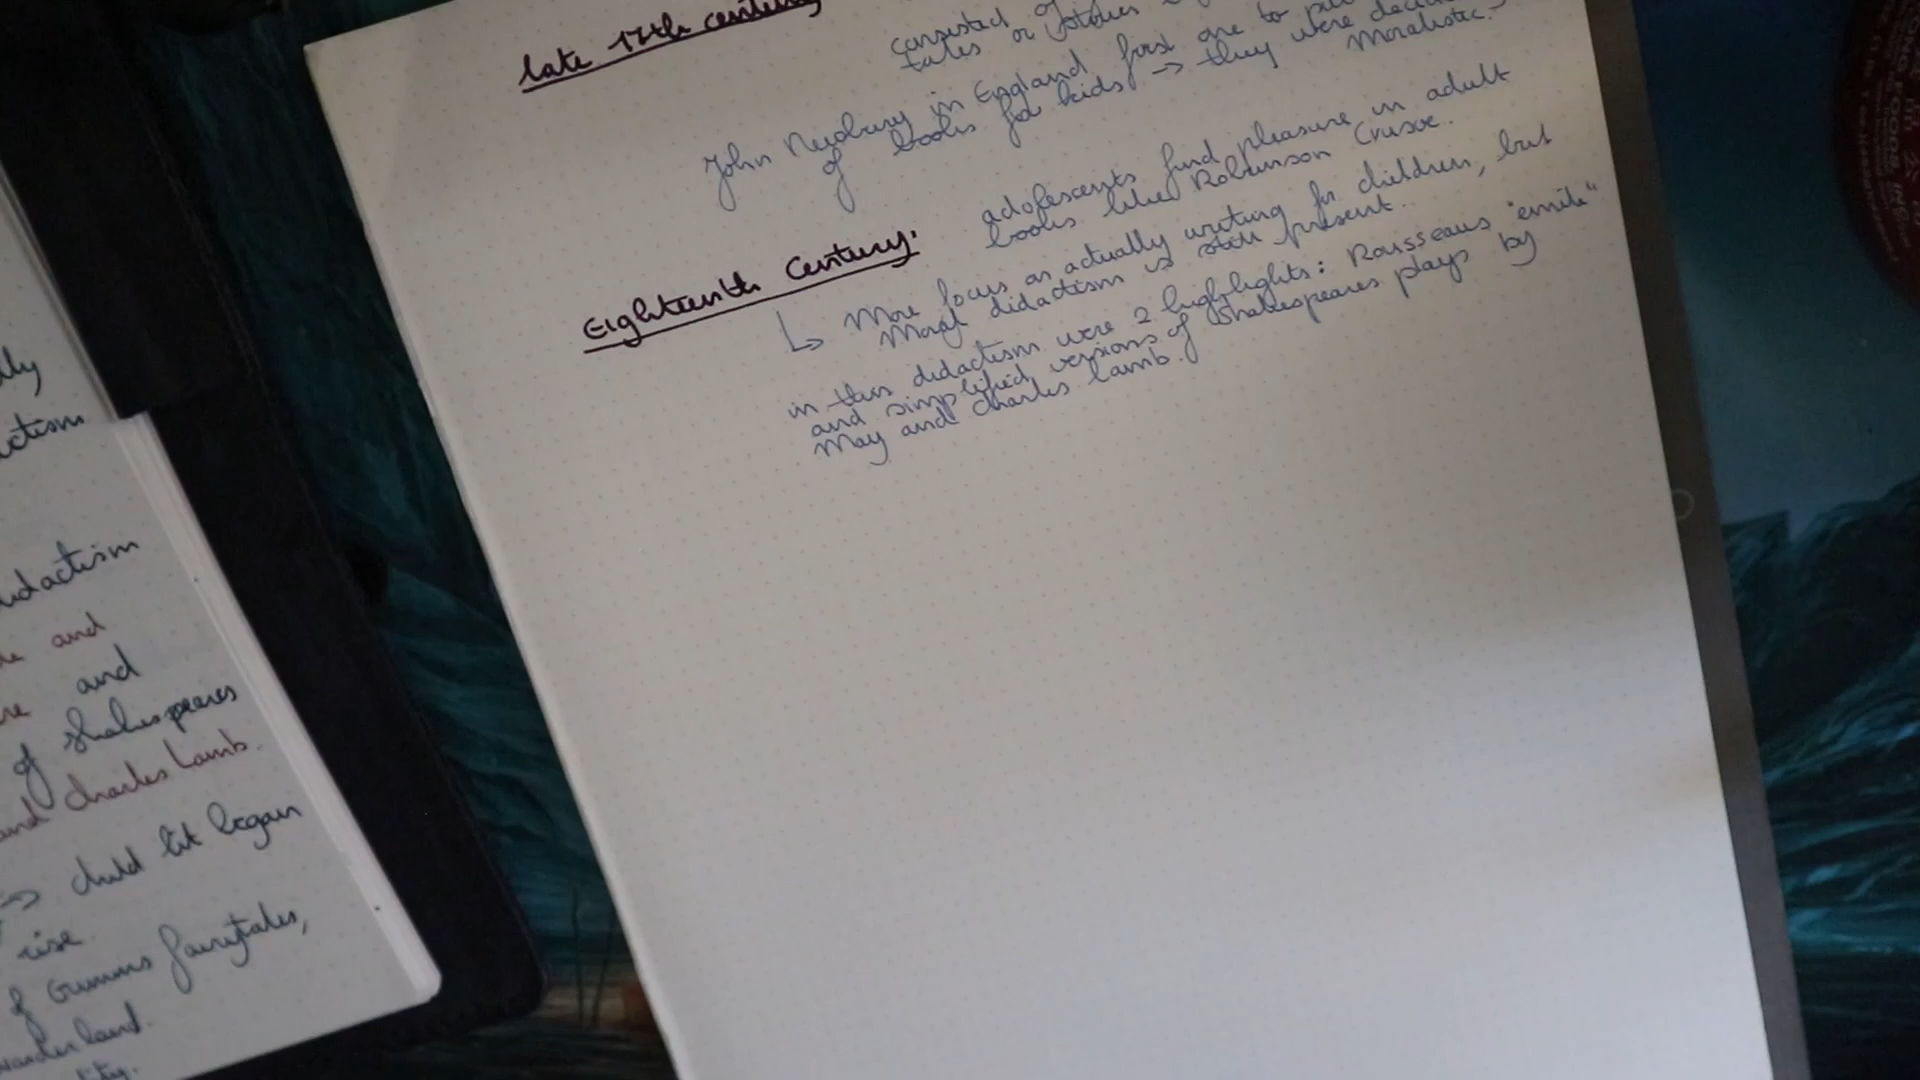 late 17th century
consisted of
tales or
John Newbury in England first one to
of books for kids → they were
Moralistic.
Eighteenth Century:
adolescents find pleasure in adult
books like Robinson Crusoe.
↳ More focus on actually writing for children, but
Moral didactism is still present.
in this didactism were 2 highlights: Rousseaus "emile"
and simplified versions of Shakespeares plays by
May and Charles Lamb.
and
and
of Shakespeares
and Charles Lamb.
→ child lit began
rise
of Grimms fairytales,